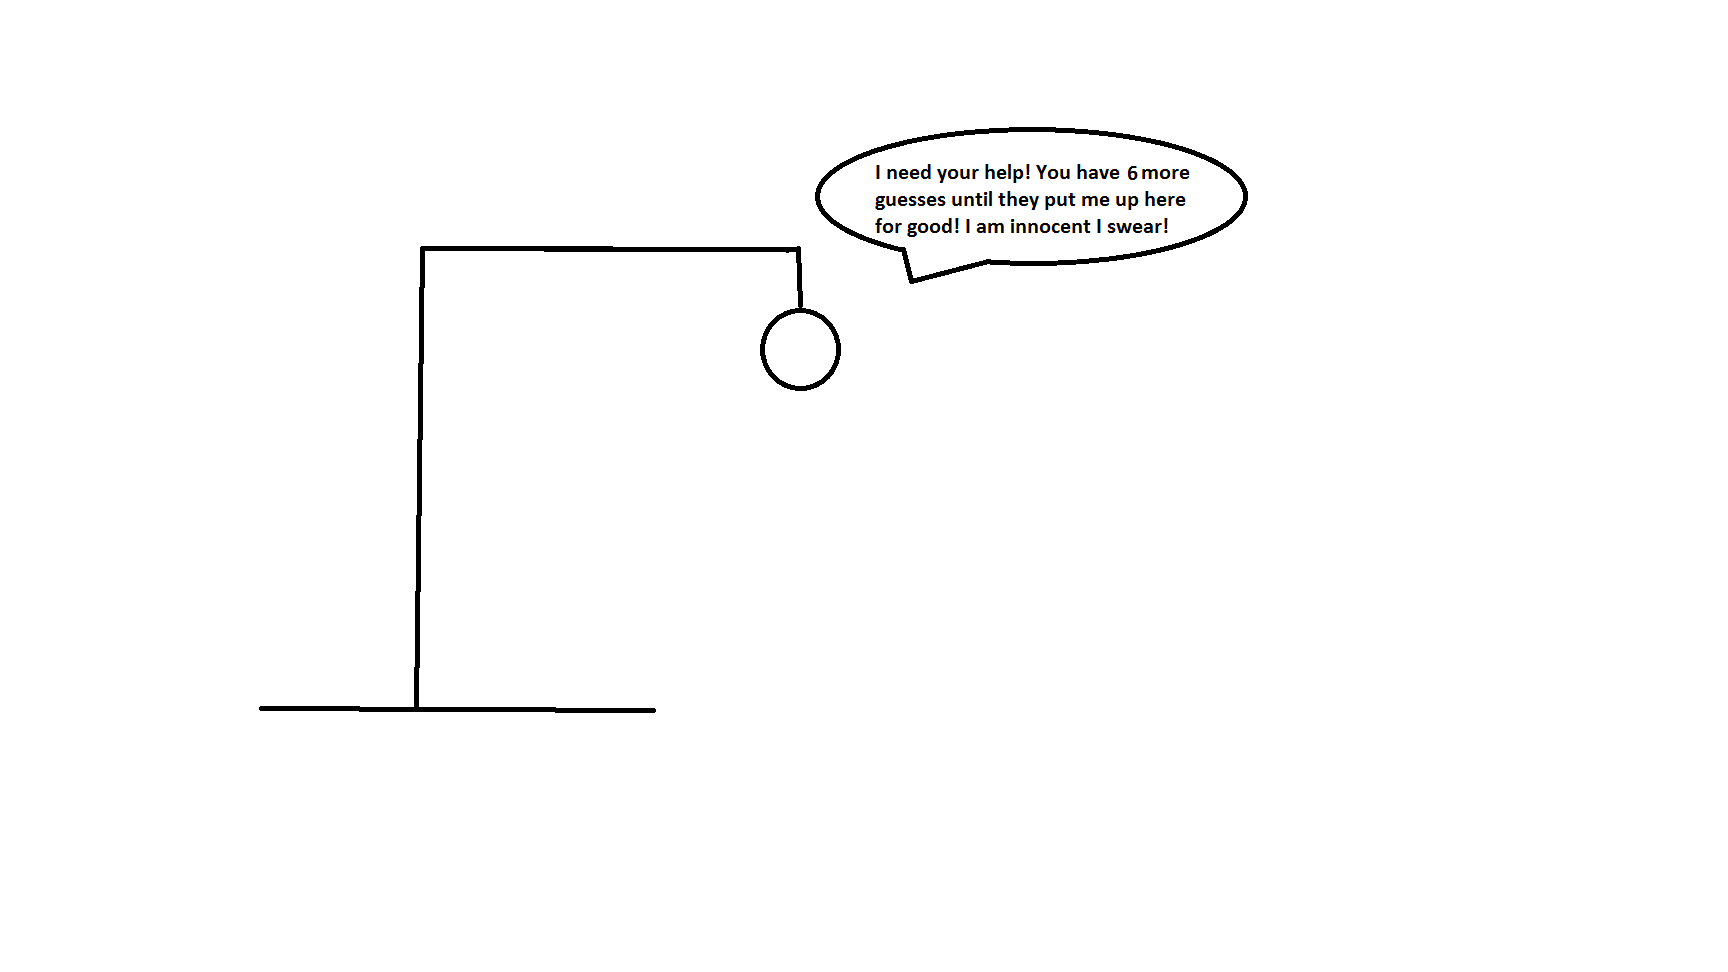 I need your help! You have 6 more
guesses until they put me up here
for good! I am innocent I swear!